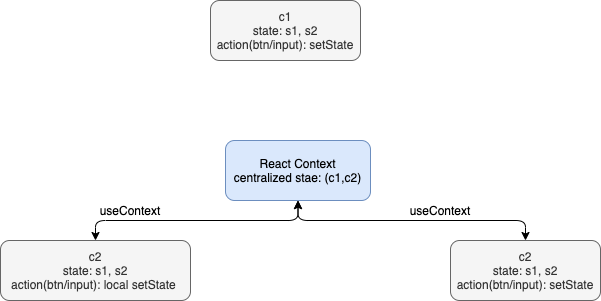 c1
state: s1, s2
action(btn/input): setState
React Context
centralized stae: (c1,c2)
useContext
useContext
c2
state: s1, s2
action(btn/input): local setState
c2
state: s1, s2
action(btn/input): setState